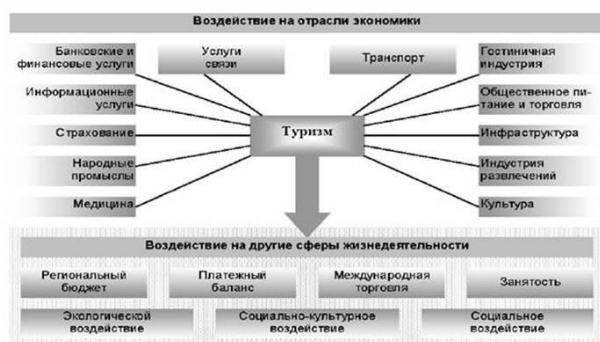 Воздействие на отрасли экономики
Банковские и
финансовые услуги
Услуги
связи
Транспорт
Гостиничная
индустрия
Информационные
услуги
Общественное пи-
тание и торговля
Туризм
Страхование
Инфраструктура
Народные
промыслы
Индустрия
развлечений
Медицина
Культура
Воздействие на другие сферы жизнедеятельности
Региональный
бюджет
Платежный
баланс
Международная
торговля
Занятость
Экологической
воздействие
Социально-культурное
воздействие
Социальное
воздействие